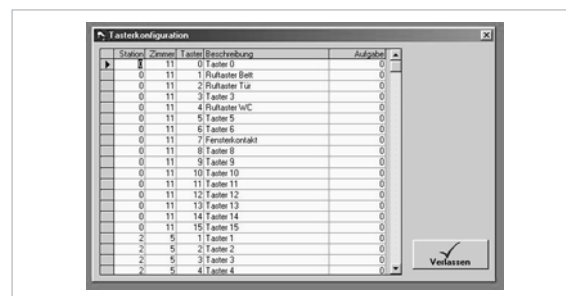 Tasterkonfiguration
Station Zimmer Taster Beschreibung Aufgabe
0 11 0 Taster 0 0
0 11 1 Ruftaster Bett 0
0 11 2 Ruftaster Tür 0
0 11 3 Taster 3 0
0 11 4 Ruftaster WC 0
0 11 5 Taster 5 0
0 11 6 Taster 6 0
0 11 7 Fensterkontakt 0
0 11 8 Taster 8 0
0 11 9 Taster 9 0
0 11 10 Taster 10 0
0 11 11 Taster 11 0
0 11 12 Taster 12 0
0 11 13 Taster 13 0
0 11 14 Taster 14 0
0 11 15 Taster 15 0
2 5 1 Taster 1 0
2 5 2 Taster 2 0
2 5 3 Taster 3 0
2 5 4 Taster 4 0
Verlassen